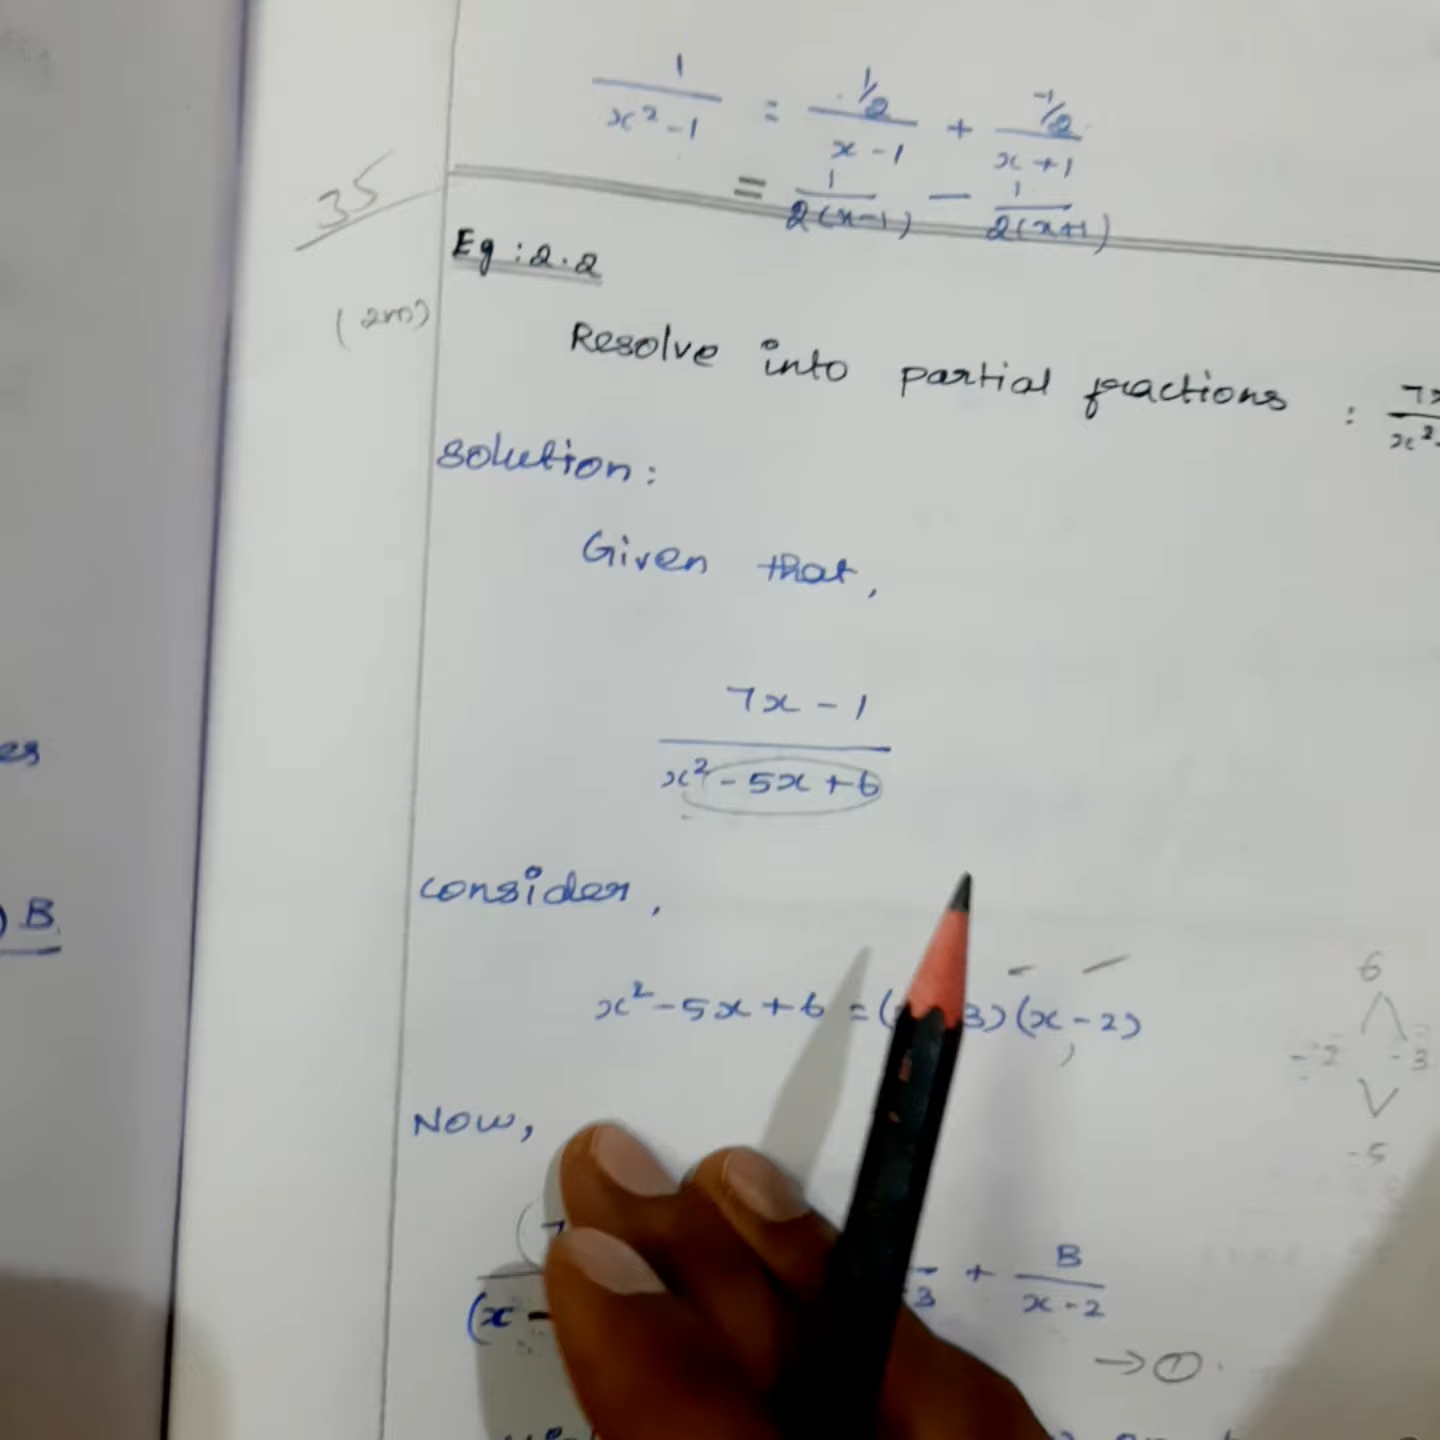 1/(x² - 1) = (1/2)/(x - 1) + (-1/2)/(x + 1)
= 1/(2(x-1)) - 1/(2(x+1))
35
Eg : 2.2
(2m)
Resolve into partial fractions :
Solution:
Given that,
(7x - 1)/(x² - 5x + 6)
es
consider,
B
6
x² - 5x + 6 = ( 3) (x - 2)
-2 -3
Now,
-5
(x - 3 + B/(x - 2)
→ ①